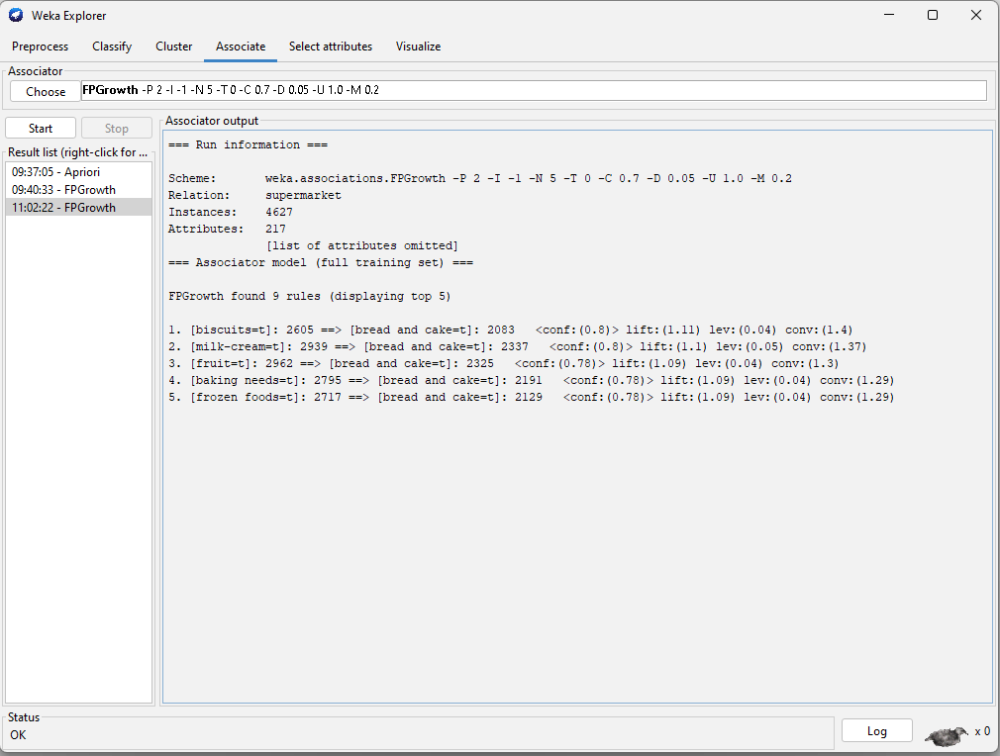 Weka Explorer
Preprocess Classify Cluster Associate Select attributes Visualize
Associator
Choose FPGrowth -P 2 -I -1 -N 5 -T 0 -C 0.7 -D 0.05 -U 1.0 -M 0.2
Start Stop
Result list (right-click for ...
09:37:05 - Apriori
09:40:33 - FPGrowth
11:02:22 - FPGrowth
Associator output
=== Run information ===
Scheme: weka.associations.FPGrowth -P 2 -I -1 -N 5 -T 0 -C 0.7 -D 0.05 -U 1.0 -M 0.2
Relation: supermarket
Instances: 4627
Attributes: 217
[list of attributes omitted]
=== Associator model (full training set) ===
FPGrowth found 9 rules (displaying top 5)
1. [biscuits=t]: 2605 ==> [bread and cake=t]: 2083 <conf:(0.8)> lift:(1.11) lev:(0.04) conv:(1.4)
2. [milk-cream=t]: 2939 ==> [bread and cake=t]: 2337 <conf:(0.8)> lift:(1.1) lev:(0.05) conv:(1.37)
3. [fruit=t]: 2962 ==> [bread and cake=t]: 2325 <conf:(0.78)> lift:(1.09) lev:(0.04) conv:(1.3)
4. [baking needs=t]: 2795 ==> [bread and cake=t]: 2191 <conf:(0.78)> lift:(1.09) lev:(0.04) conv:(1.29)
5. [frozen foods=t]: 2717 ==> [bread and cake=t]: 2129 <conf:(0.78)> lift:(1.09) lev:(0.04) conv:(1.29)
Status
OK
Log
x 0